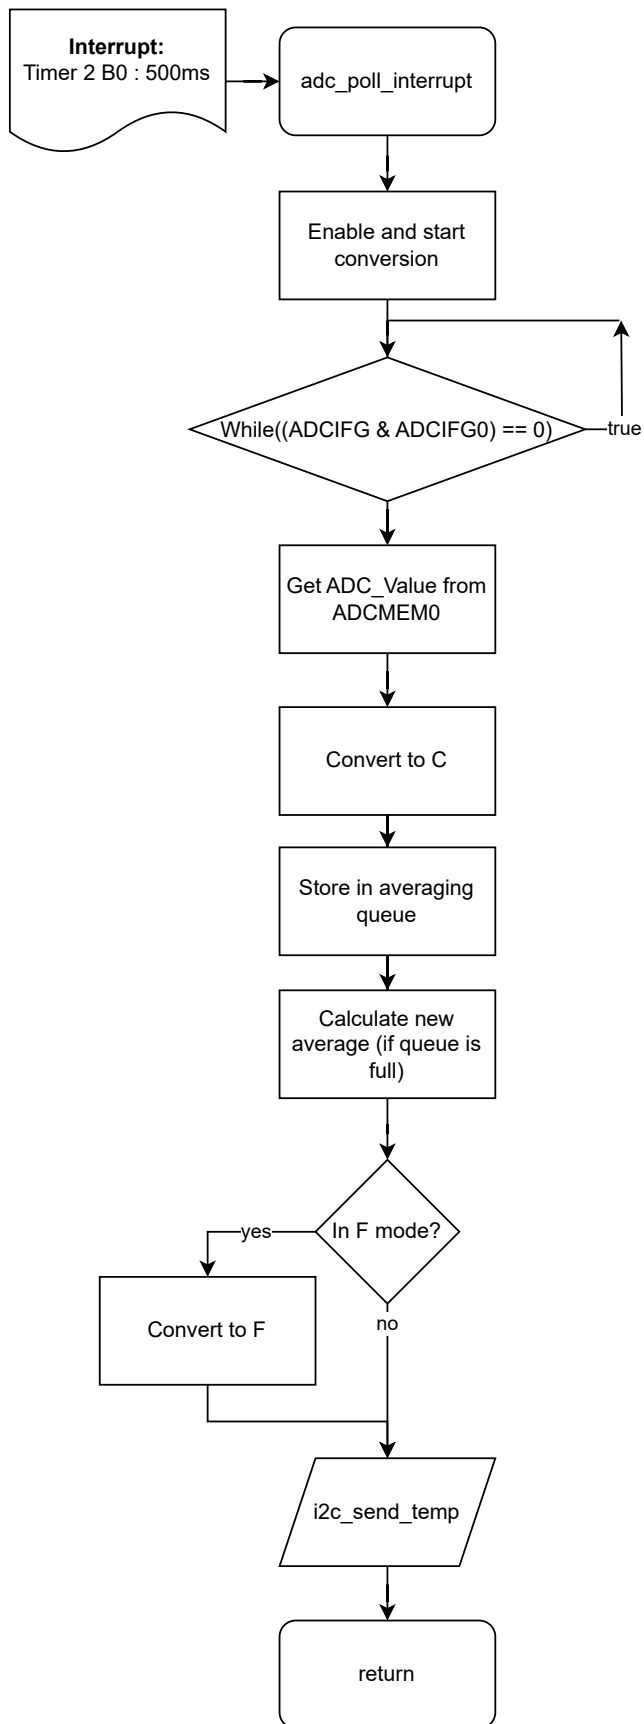 Interrupt:
Timer 2 B0 : 500ms
adc_poll_interrupt
Enable and start
conversion
While((ADCIFG & ADCIFG0) == 0)
true
Get ADC_Value from
ADCMEM0
Convert to C
Store in averaging
queue
Calculate new
average (if queue is
full)
In F mode?
yes
Convert to F
no
i2c_send_temp
return